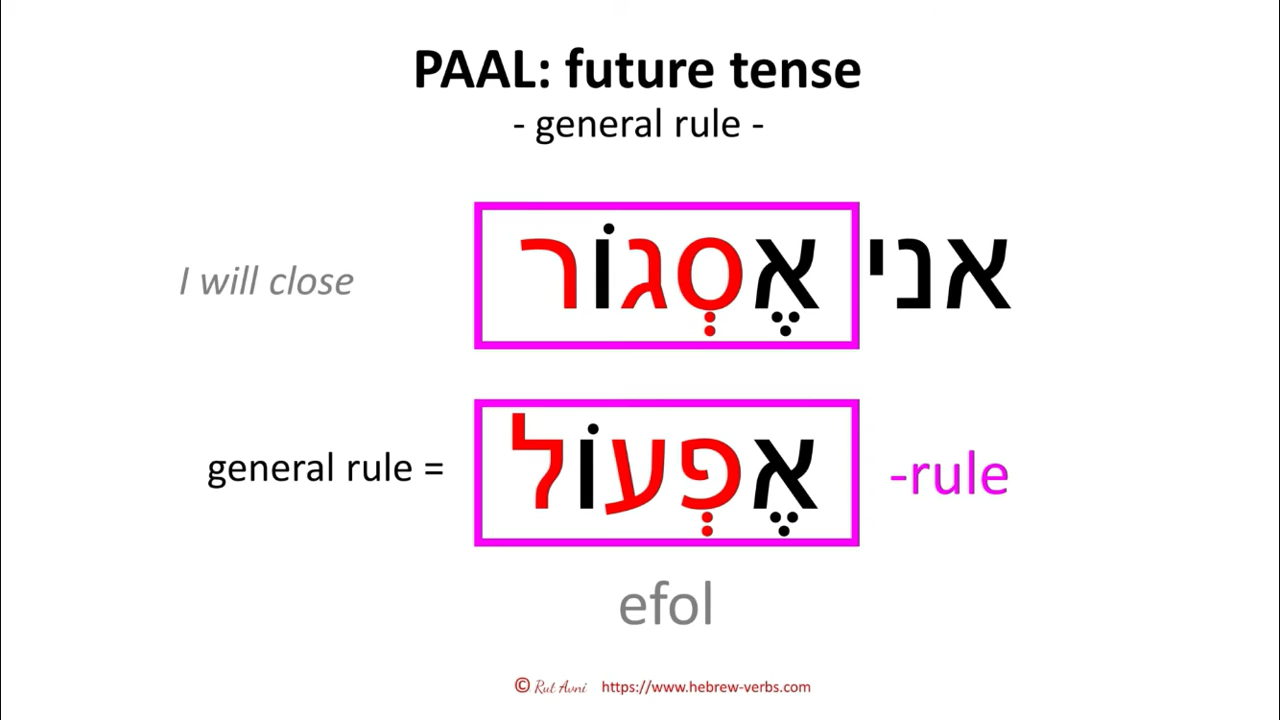 PAAL: future tense
- general rule -
I will close
אני אֶסְגוֹר
general rule =
אֶפְעוֹל
-rule
efol
© Rut Avni https://www.hebrew-verbs.com